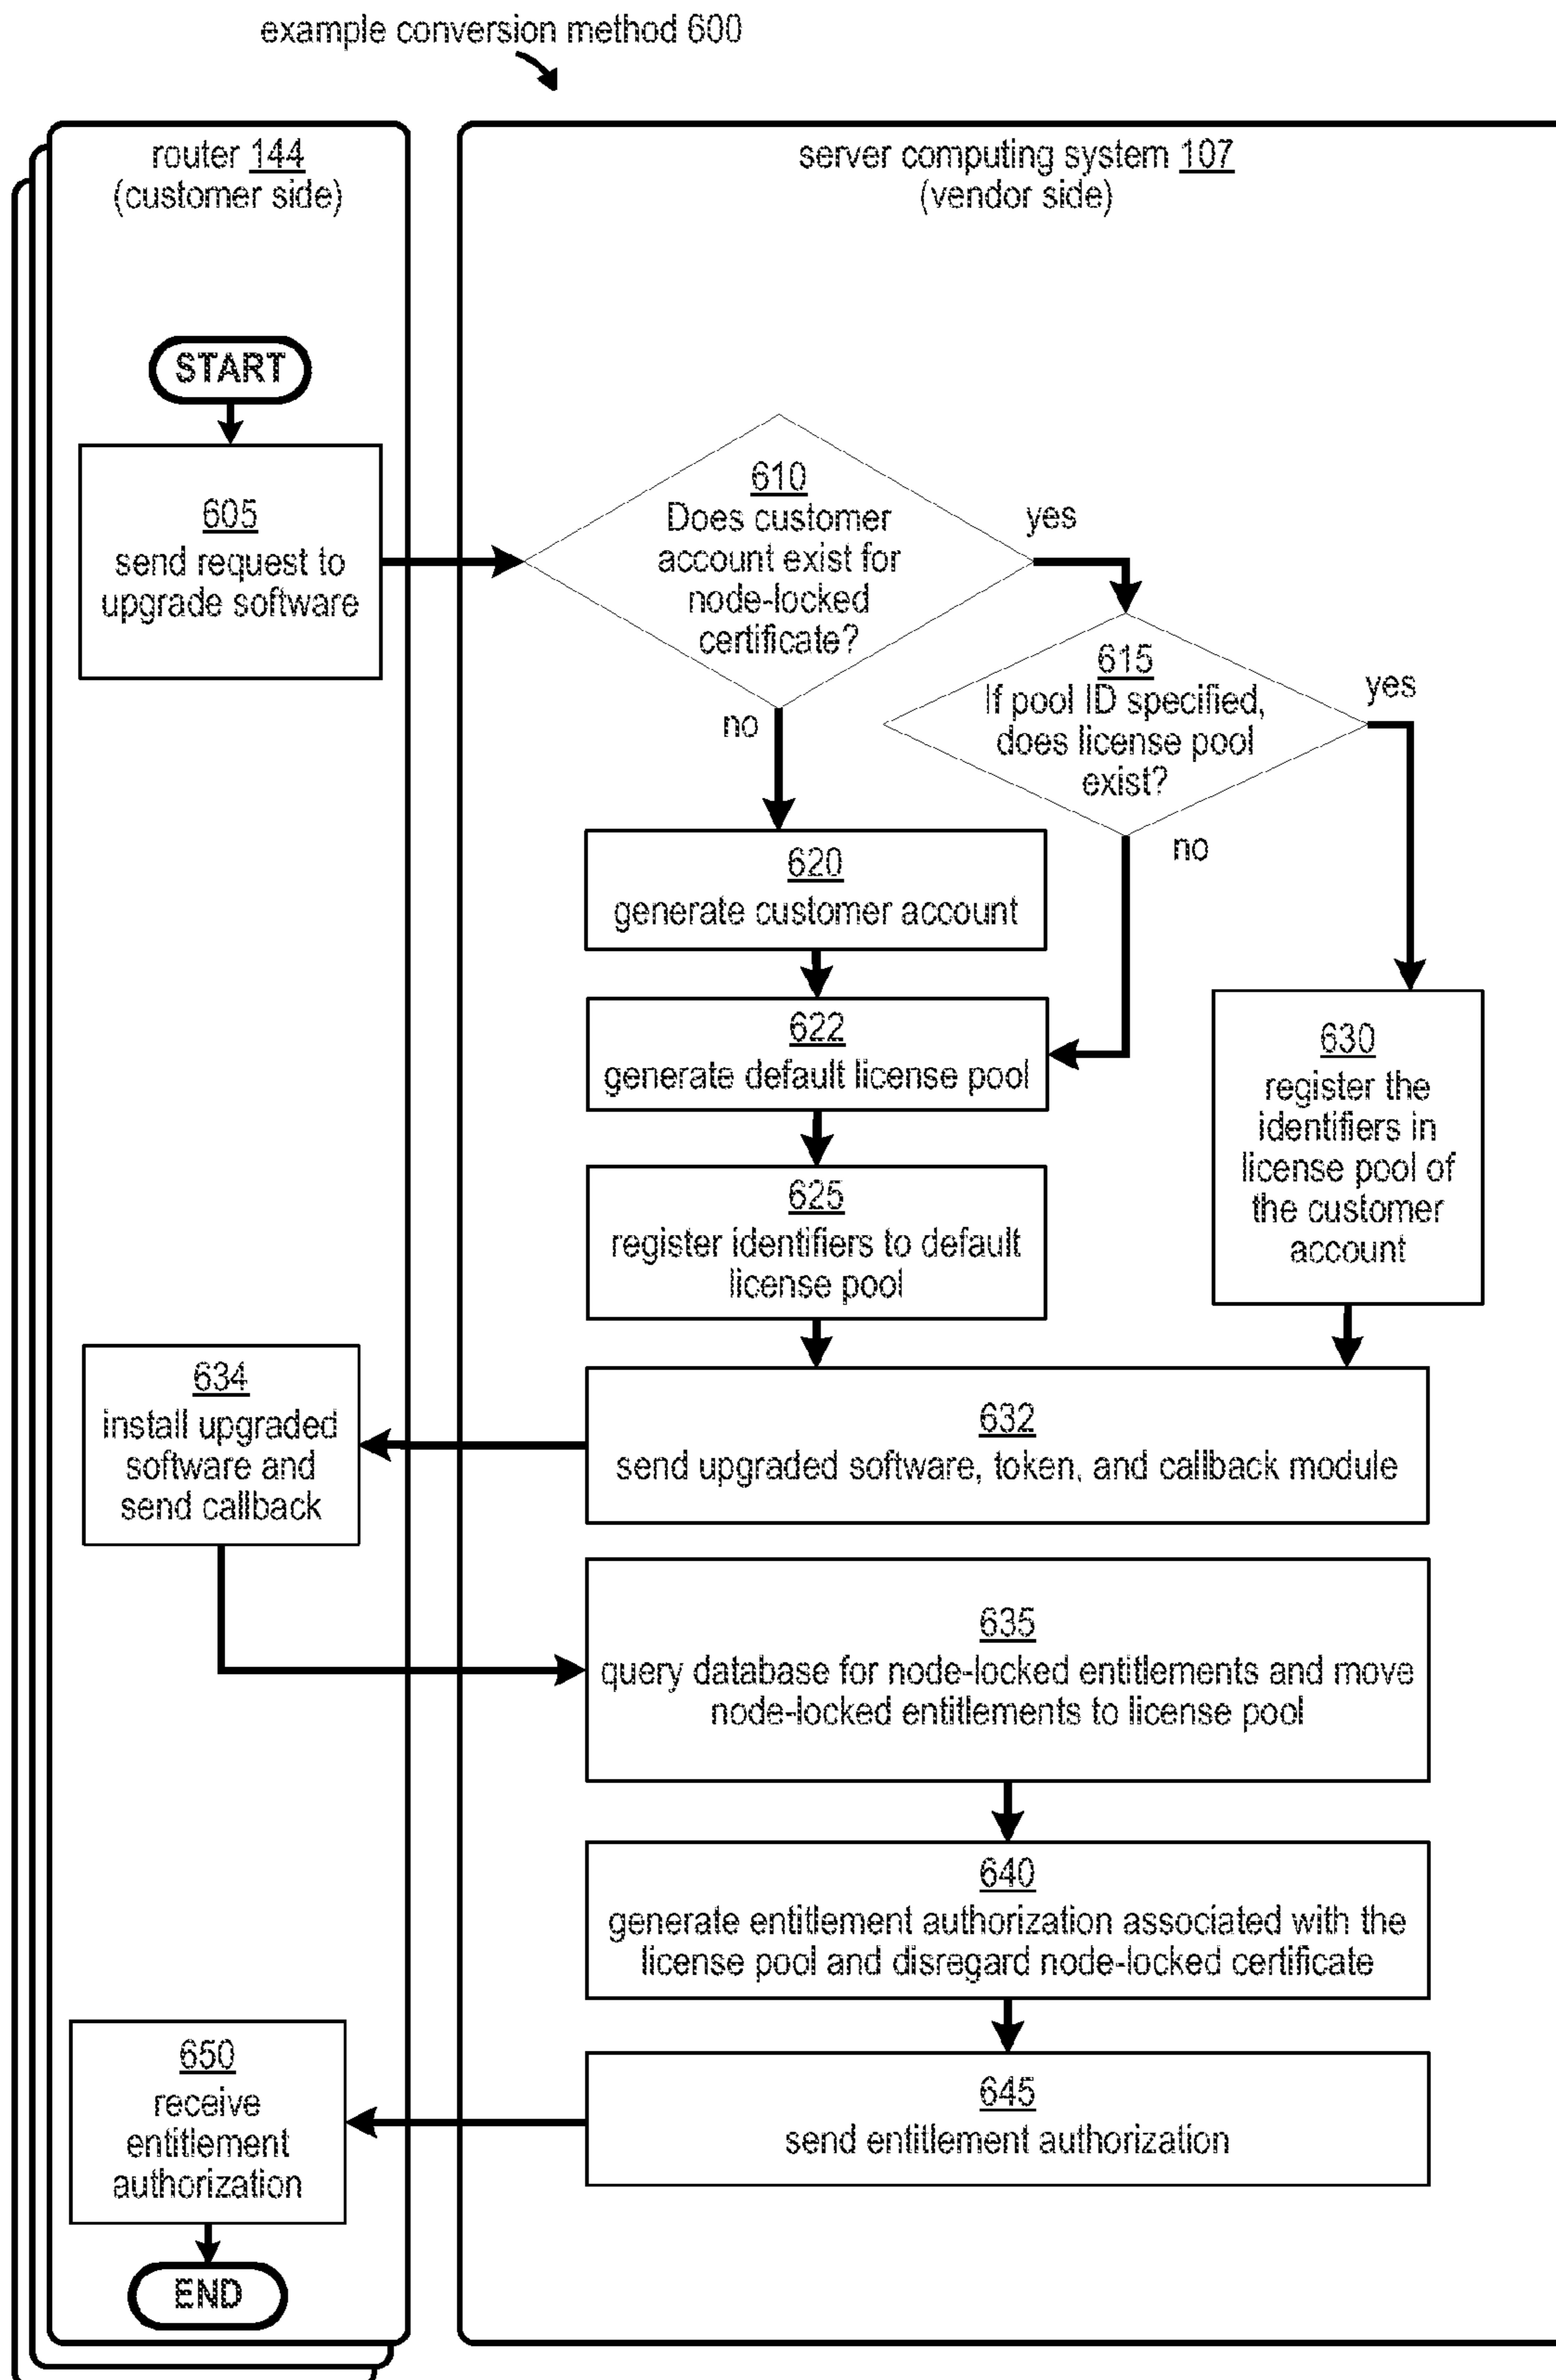 example conversion method 600
router 144
(customer side)
server computing system 107
(vendor side)
START
605
send request to
upgrade software
610
Does customer
account exist for
node-locked
certificate?
yes
no
615
If pool ID specified,
does license pool
exist?
yes
no
620
generate customer account
622
generate default license pool
625
register identifiers to default
license pool
630
register the
identifiers in
license pool of
the customer
account
632
send upgraded software, token, and callback module
634
install upgraded
software and
send callback
635
query database for node-locked entitlements and move
node-locked entitlements to license pool
640
generate entitlement authorization associated with the
license pool and disregard node-locked certificate
645
send entitlement authorization
650
receive
entitlement
authorization
END